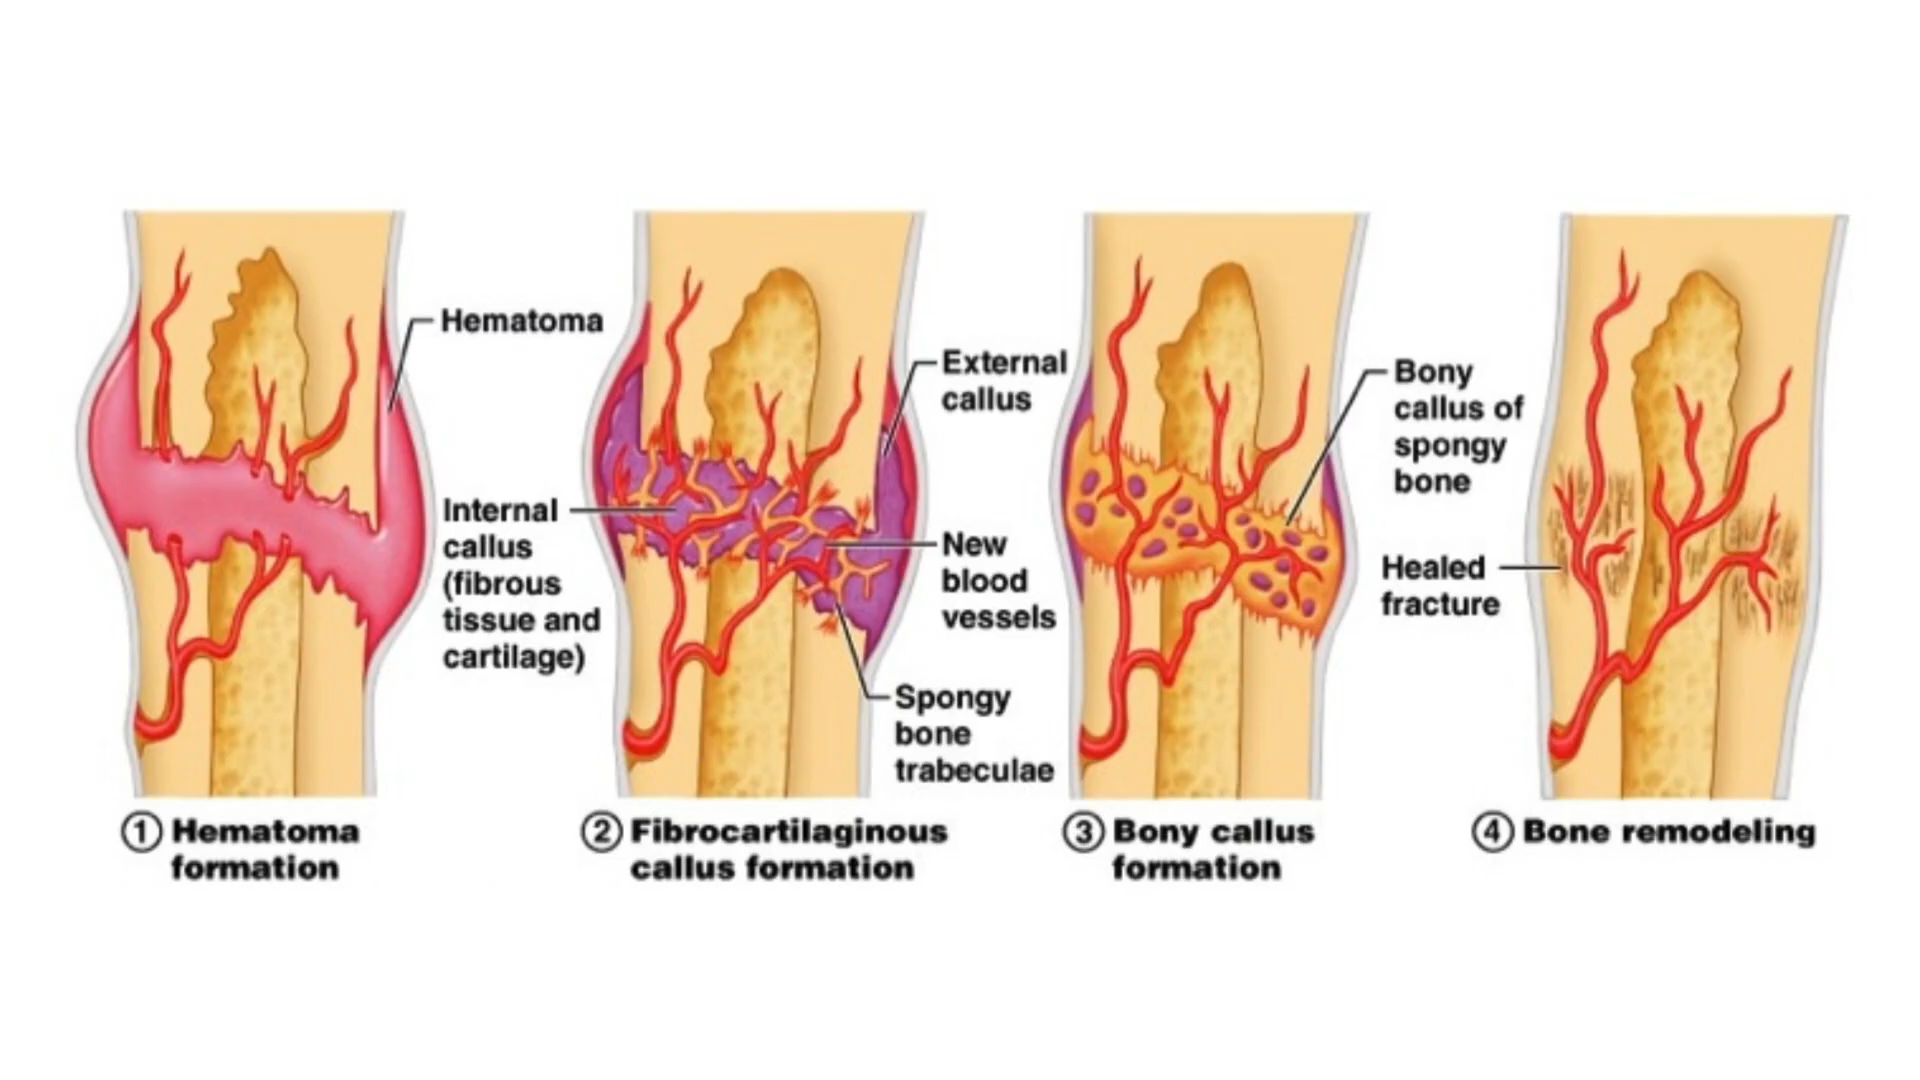 Hematoma
Internal
callus
(fibrous
tissue and
cartilage)
① Hematoma
formation
External
callus
New
blood
vessels
Spongy
bone
trabeculae
② Fibrocartilaginous
callus formation
Bony
callus of
spongy
bone
③ Bony callus
formation
Healed
fracture
④ Bone remodeling